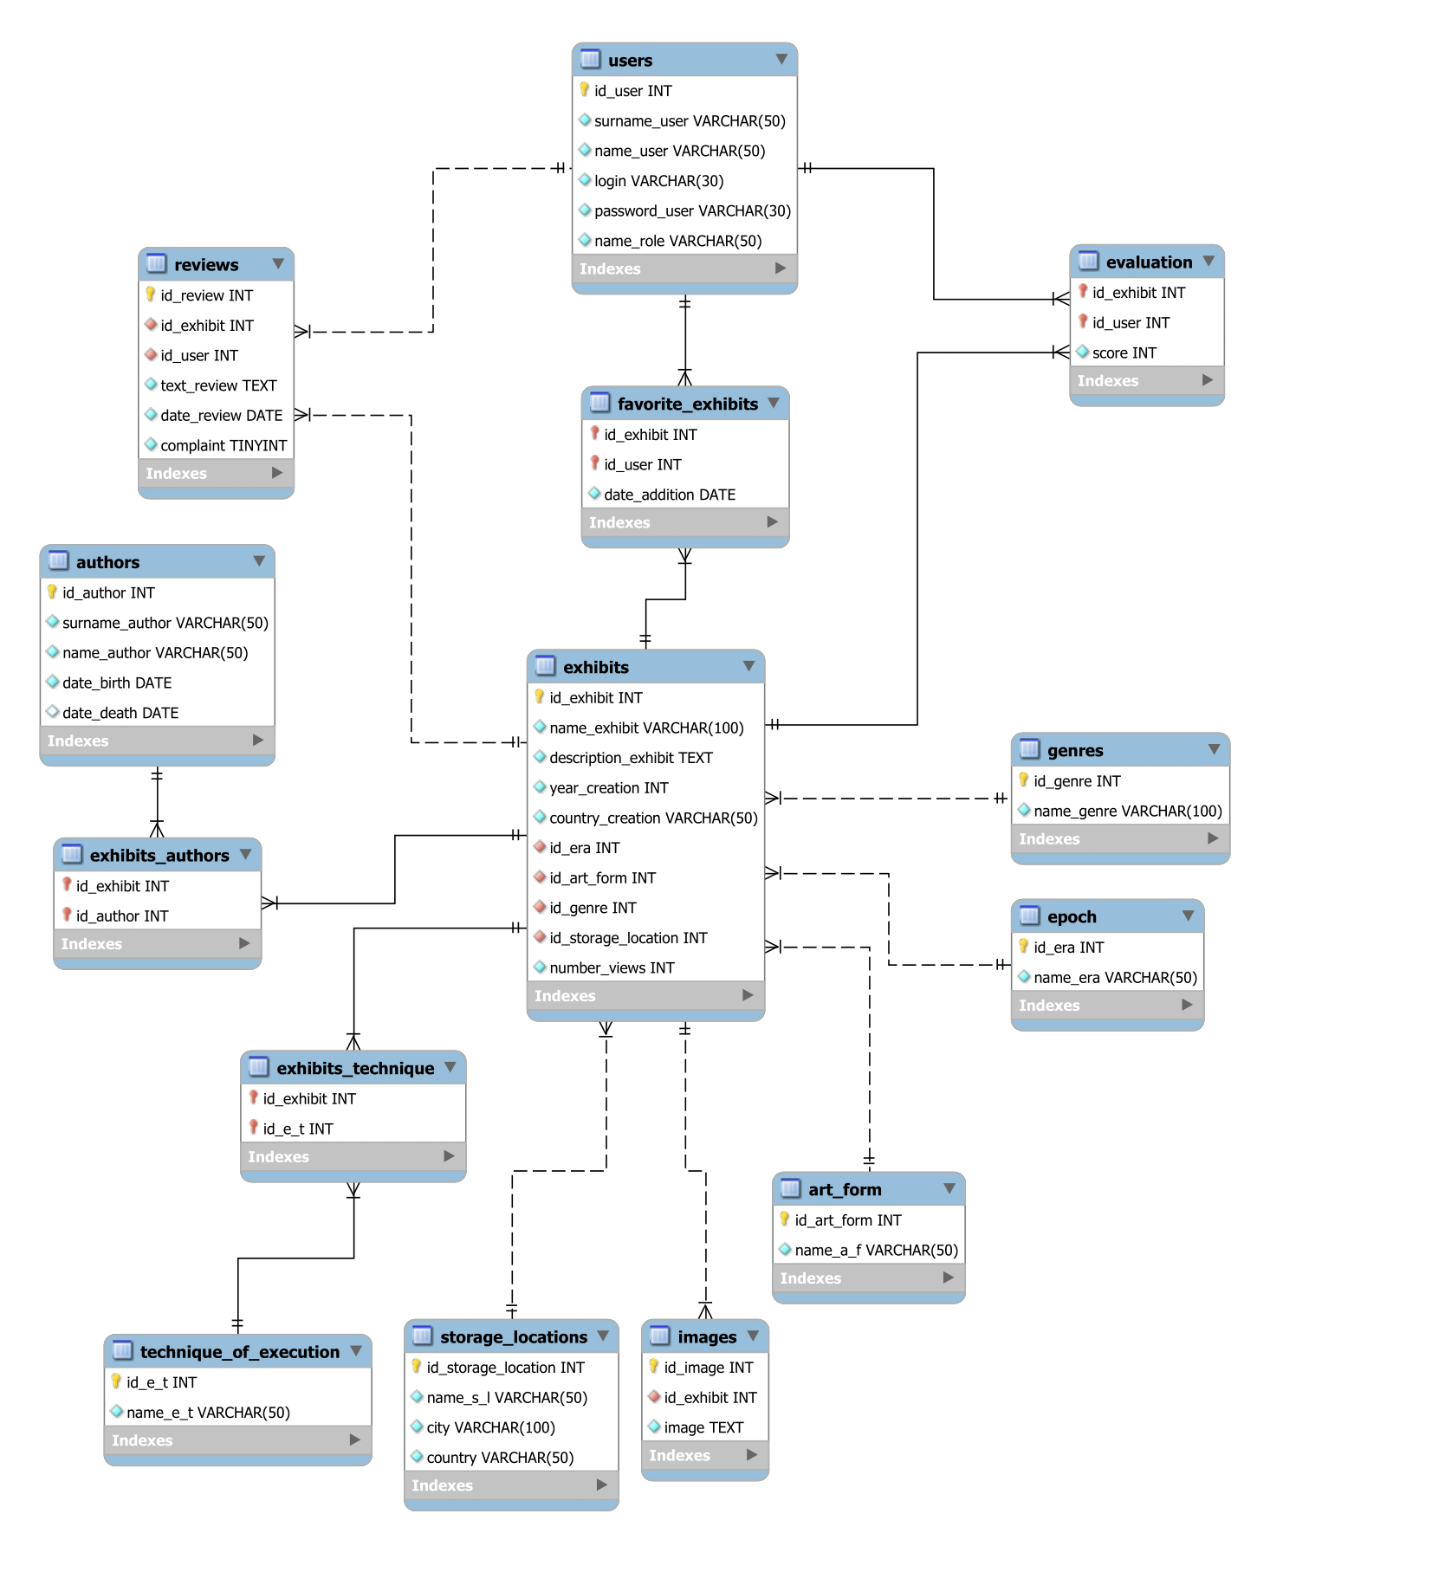 users
id_user INT
surname_user VARCHAR(50)
name_user VARCHAR(50)
login VARCHAR(30)
password_user VARCHAR(30)
name_role VARCHAR(50)
Indexes
reviews
id_review INT
id_exhibit INT
id_user INT
text_review TEXT
date_review DATE
complaint TINYINT
Indexes
evaluation
id_exhibit INT
id_user INT
score INT
Indexes
favorite_exhibits
id_exhibit INT
id_user INT
date_addition DATE
Indexes
authors
id_author INT
surname_author VARCHAR(50)
name_author VARCHAR(50)
date_birth DATE
date_death DATE
Indexes
exhibits
id_exhibit INT
name_exhibit VARCHAR(100)
description_exhibit TEXT
year_creation INT
country_creation VARCHAR(50)
id_era INT
id_art_form INT
id_genre INT
id_storage_location INT
number_views INT
Indexes
genres
id_genre INT
name_genre VARCHAR(100)
Indexes
exhibits_authors
id_exhibit INT
id_author INT
Indexes
epoch
id_era INT
name_era VARCHAR(50)
Indexes
exhibits_technique
id_exhibit INT
id_e_t INT
Indexes
art_form
id_art_form INT
name_a_f VARCHAR(50)
Indexes
technique_of_execution
id_e_t INT
name_e_t VARCHAR(50)
Indexes
storage_locations
id_storage_location INT
name_s_l VARCHAR(50)
city VARCHAR(100)
country VARCHAR(50)
Indexes
images
id_image INT
id_exhibit INT
image TEXT
Indexes